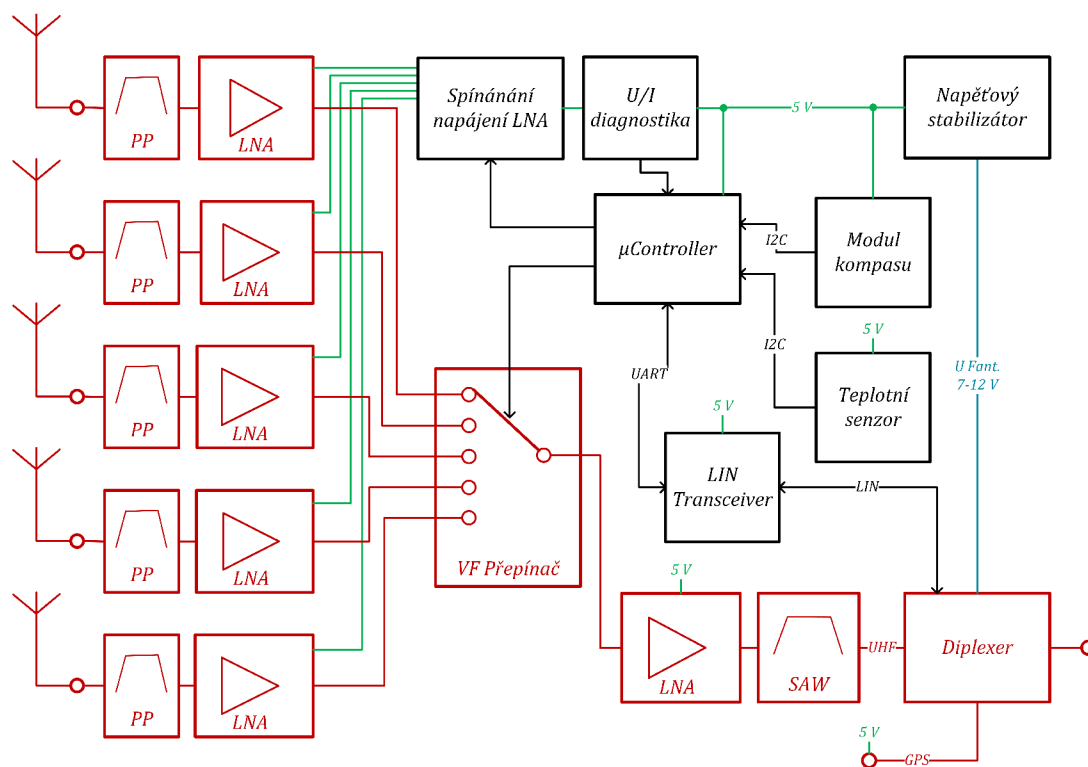 PP
LNA
Spínánání
napájení LNA
U/I
diagnostika
5 V
Napěťový
stabilizátor
PP
LNA
μController
I2C
Modul
kompasu
PP
LNA
UART
I2C
5 V
Teplotní
senzor
U Fant.
7-12 V
5 V
LIN
Transceiver
LIN
PP
LNA
VF Přepínač
5 V
LNA
SAW
UHF
Diplexer
PP
LNA
5 V
GPS